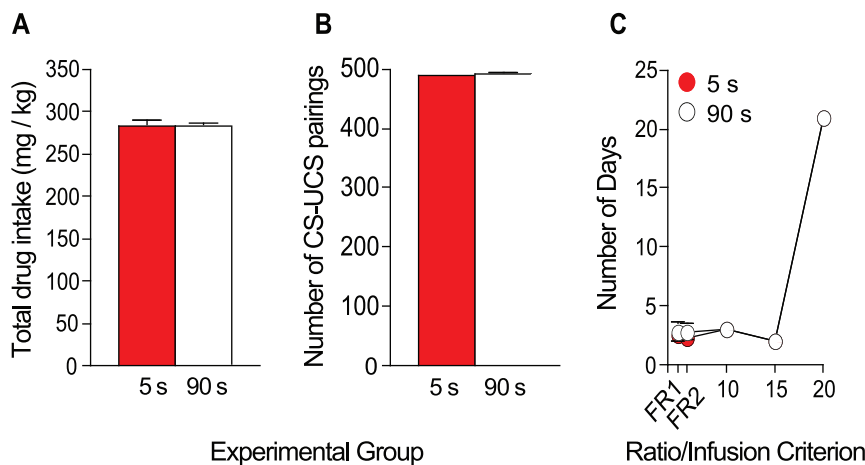 A
Total drug intake (mg / kg)
350
300
250
200
150
100
50
0
5 s
90 s
B
Number of CS-UCS pairings
500
400
300
200
100
0
5 s
90 s
Experimental Group
C
Number of Days
25
20
15
10
5
0
5 s
90 s
FR1
FR2
10
15
20
Ratio/Infusion Criterion